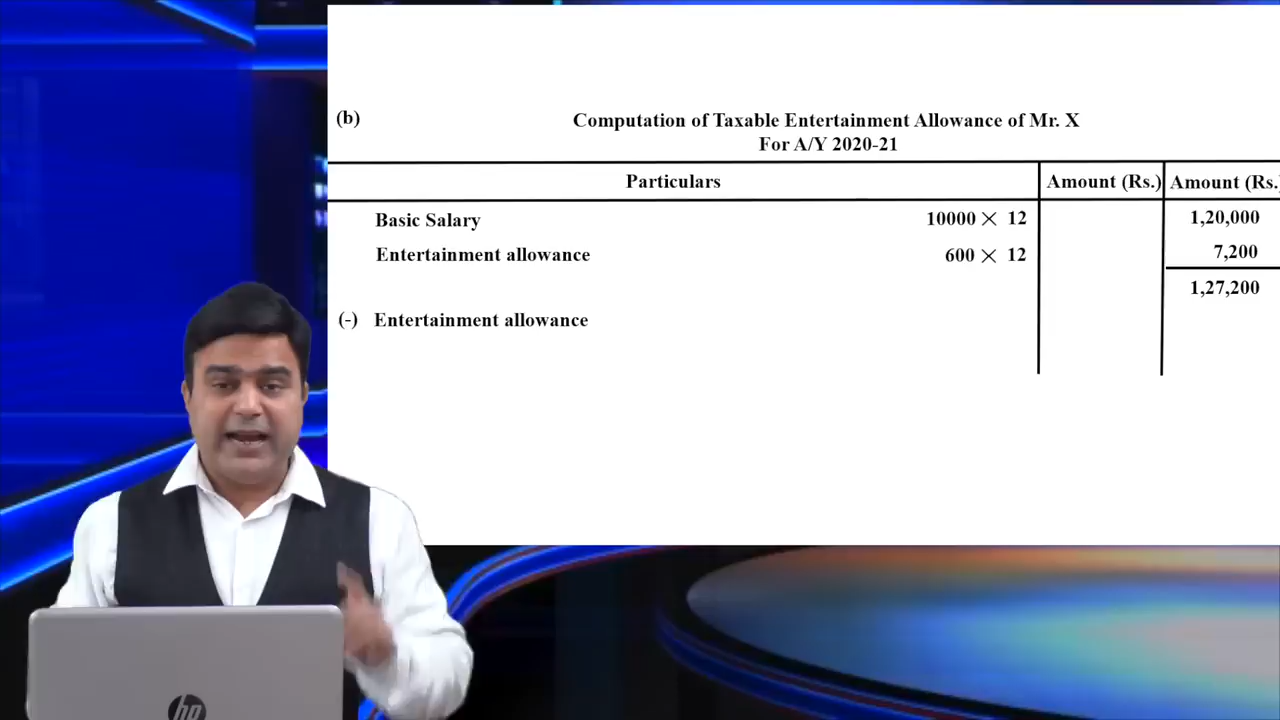 (b)
Computation of Taxable Entertainment Allowance of Mr. X
For A/Y 2020-21
Particulars Amount (Rs.) Amount (Rs.)
Basic Salary 10000 × 12 1,20,000
Entertainment allowance 600 × 12 7,200
1,27,200
(-) Entertainment allowance
hp